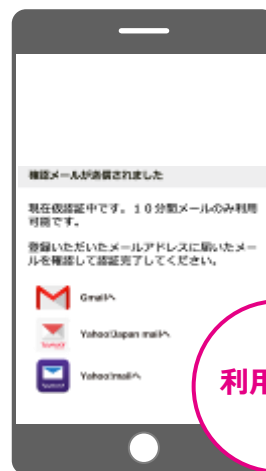 確認メールが送信されました
現在仮認証中です。１０分間メールのみ利用
可能です。
登録いただいたメールアドレスに届いたメー
ルを確認して認証完了してください。
Gmailへ
Yahoo!Japan mailへ
Yahoo!mailへ
利用